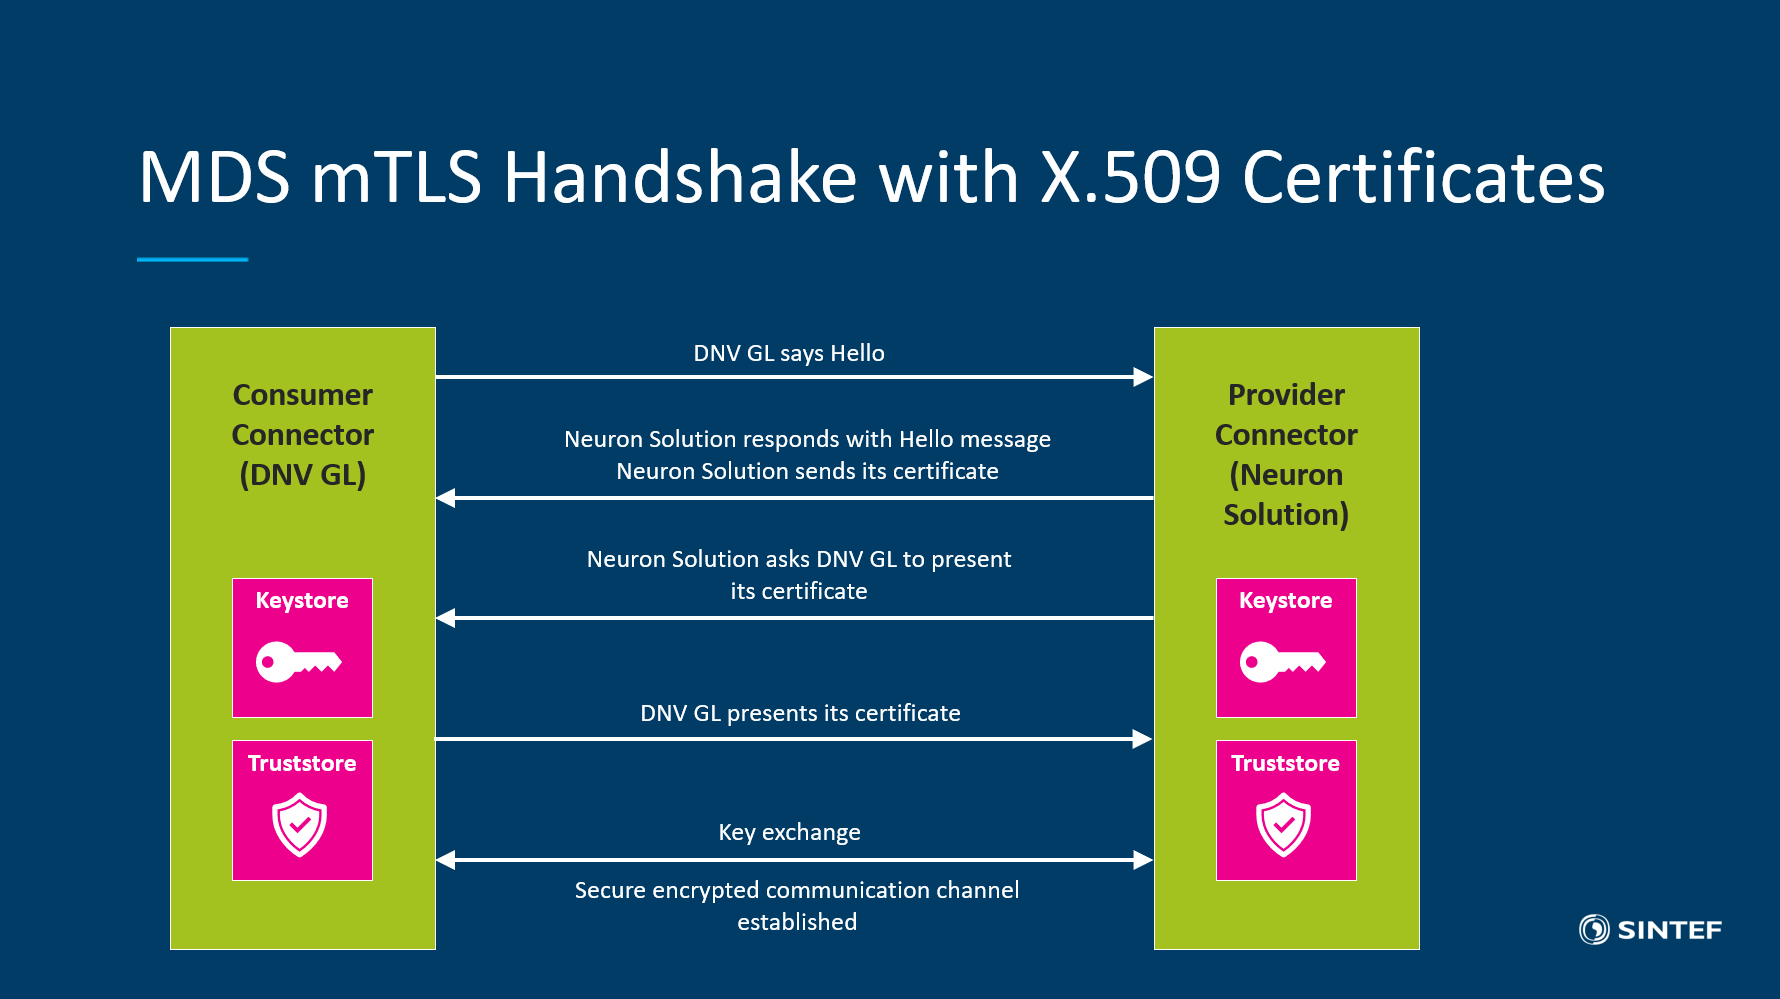 MDS mTLS Handshake with X.509 Certificates
DNV GL says Hello
Consumer
Connector
(DNV GL)
Provider
Connector
(Neuron
Solution)
Neuron Solution responds with Hello message
Neuron Solution sends its certificate
Neuron Solution asks DNV GL to present
its certificate
Keystore
Keystore
DNV GL presents its certificate
Truststore
Truststore
Key exchange
Secure encrypted communication channel
established
SINTEF